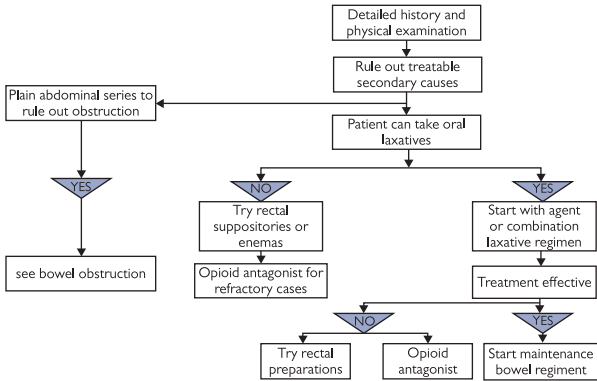 Detailed history and
physical examination
Rule out treatable
secondary causes
Plain abdominal series to
rule out obstruction
Patient can take oral
laxatives
YES
NO
YES
Try rectal
suppositories or
enemas
Start with agent
or combination
laxative regimen
see bowel obstruction
Opioid antagonist for
refractory cases
Treatment effective
NO
YES
Try rectal
preparations
Opioid
antagonist
Start maintenance
bowel regiment